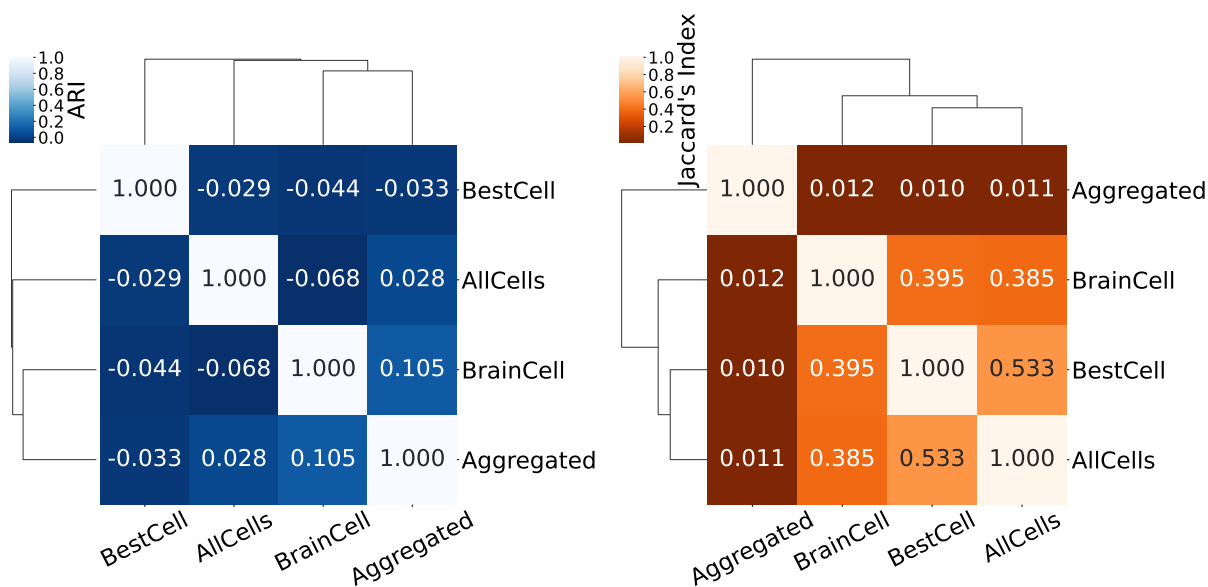 1.0
0.8
0.6
0.4
0.2
0.0
ARI
1.000 -0.029 -0.044 -0.033 BestCell
-0.029 1.000 -0.068 0.028 AllCells
-0.044 -0.068 1.000 0.105 BrainCell
-0.033 0.028 0.105 1.000 Aggregated
BestCell AllCells BrainCell Aggregated
1.0
0.8
0.6
0.4
0.2
Jaccard's Index
1.000 0.012 0.010 0.011 Aggregated
0.012 1.000 0.395 0.385 BrainCell
0.010 0.395 1.000 0.533 BestCell
0.011 0.385 0.533 1.000 AllCells
Aggregated BrainCell BestCell AllCells